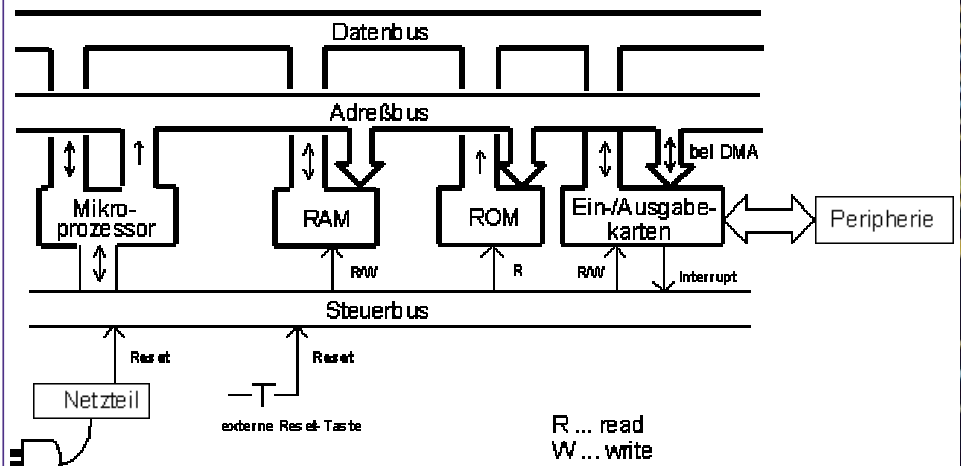 Datenbus
Adreßbus
bei DMA
Mikro-
prozessor
RAM
ROM
Ein-/Ausgabe-
karten
Peripherie
R/W
R
R/W
Interrupt
Steuerbus
Reset
Reset
Netzteil
externe Reset-Taste
R ... read
W ... write